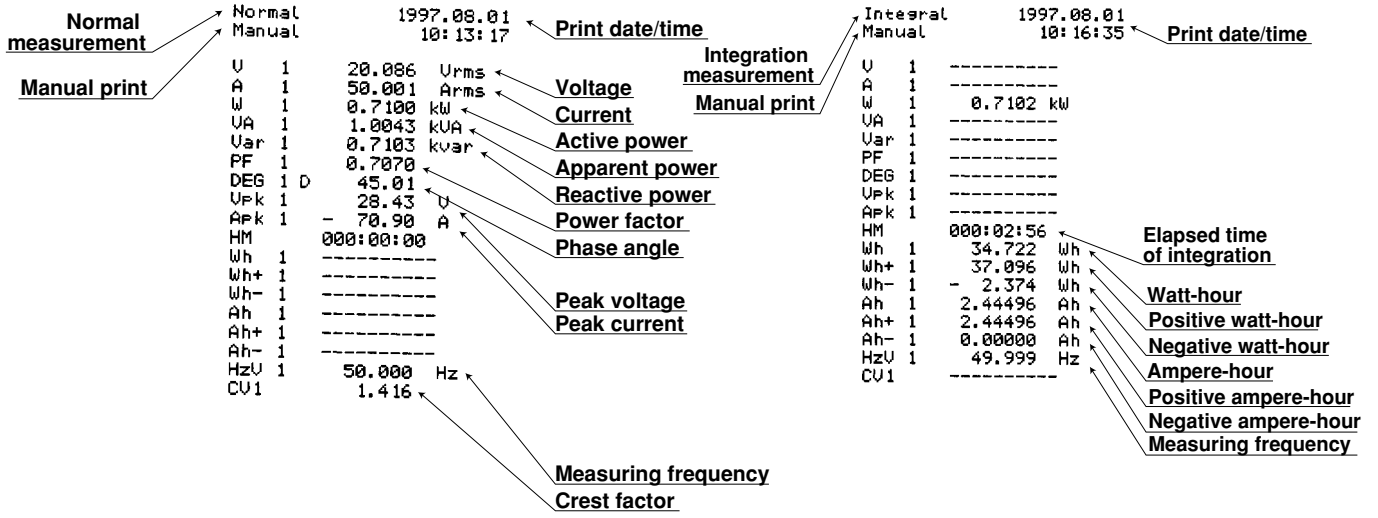 Normal
measurement
Manual print
Normal 1997.08.01
Manual 10:13:17
V 1 20.086 Vrms
A 1 50.001 Arms
W 1 0.7100 kW
VA 1 1.0043 kVA
Var 1 0.7103 kvar
PF 1 0.7070
DEG 1 D 45.01
Vpk 1 28.43 V
Apk 1 - 70.90 A
HM 000:00:00
Wh 1 ----------
Wh+ 1 ----------
Wh- 1 ----------
Ah 1 ----------
Ah+ 1 ----------
Ah- 1 ----------
HzV 1 50.000 Hz
CV1 1.416
Print date/time
Voltage
Current
Active power
Apparent power
Reactive power
Power factor
Phase angle
Peak voltage
Peak current
Measuring frequency
Crest factor
Integration
measurement
Manual print
Integral 1997.08.01
Manual 10:16:35
V 1 ----------
A 1 ----------
W 1 0.7102 kW
VA 1 ----------
Var 1 ----------
PF 1 ----------
DEG 1 ----------
Vpk 1 ----------
Apk 1 ----------
HM 000:02:56
Wh 1 34.722 Wh
Wh+ 1 37.096 Wh
Wh- 1 - 2.374 Wh
Ah 1 2.44496 Ah
Ah+ 1 2.44496 Ah
Ah- 1 0.00000 Ah
HzV 1 49.999 Hz
CV1 ----------
Print date/time
Elapsed time
of integration
Watt-hour
Positive watt-hour
Negative watt-hour
Ampere-hour
Positive ampere-hour
Negative ampere-hour
Measuring frequency